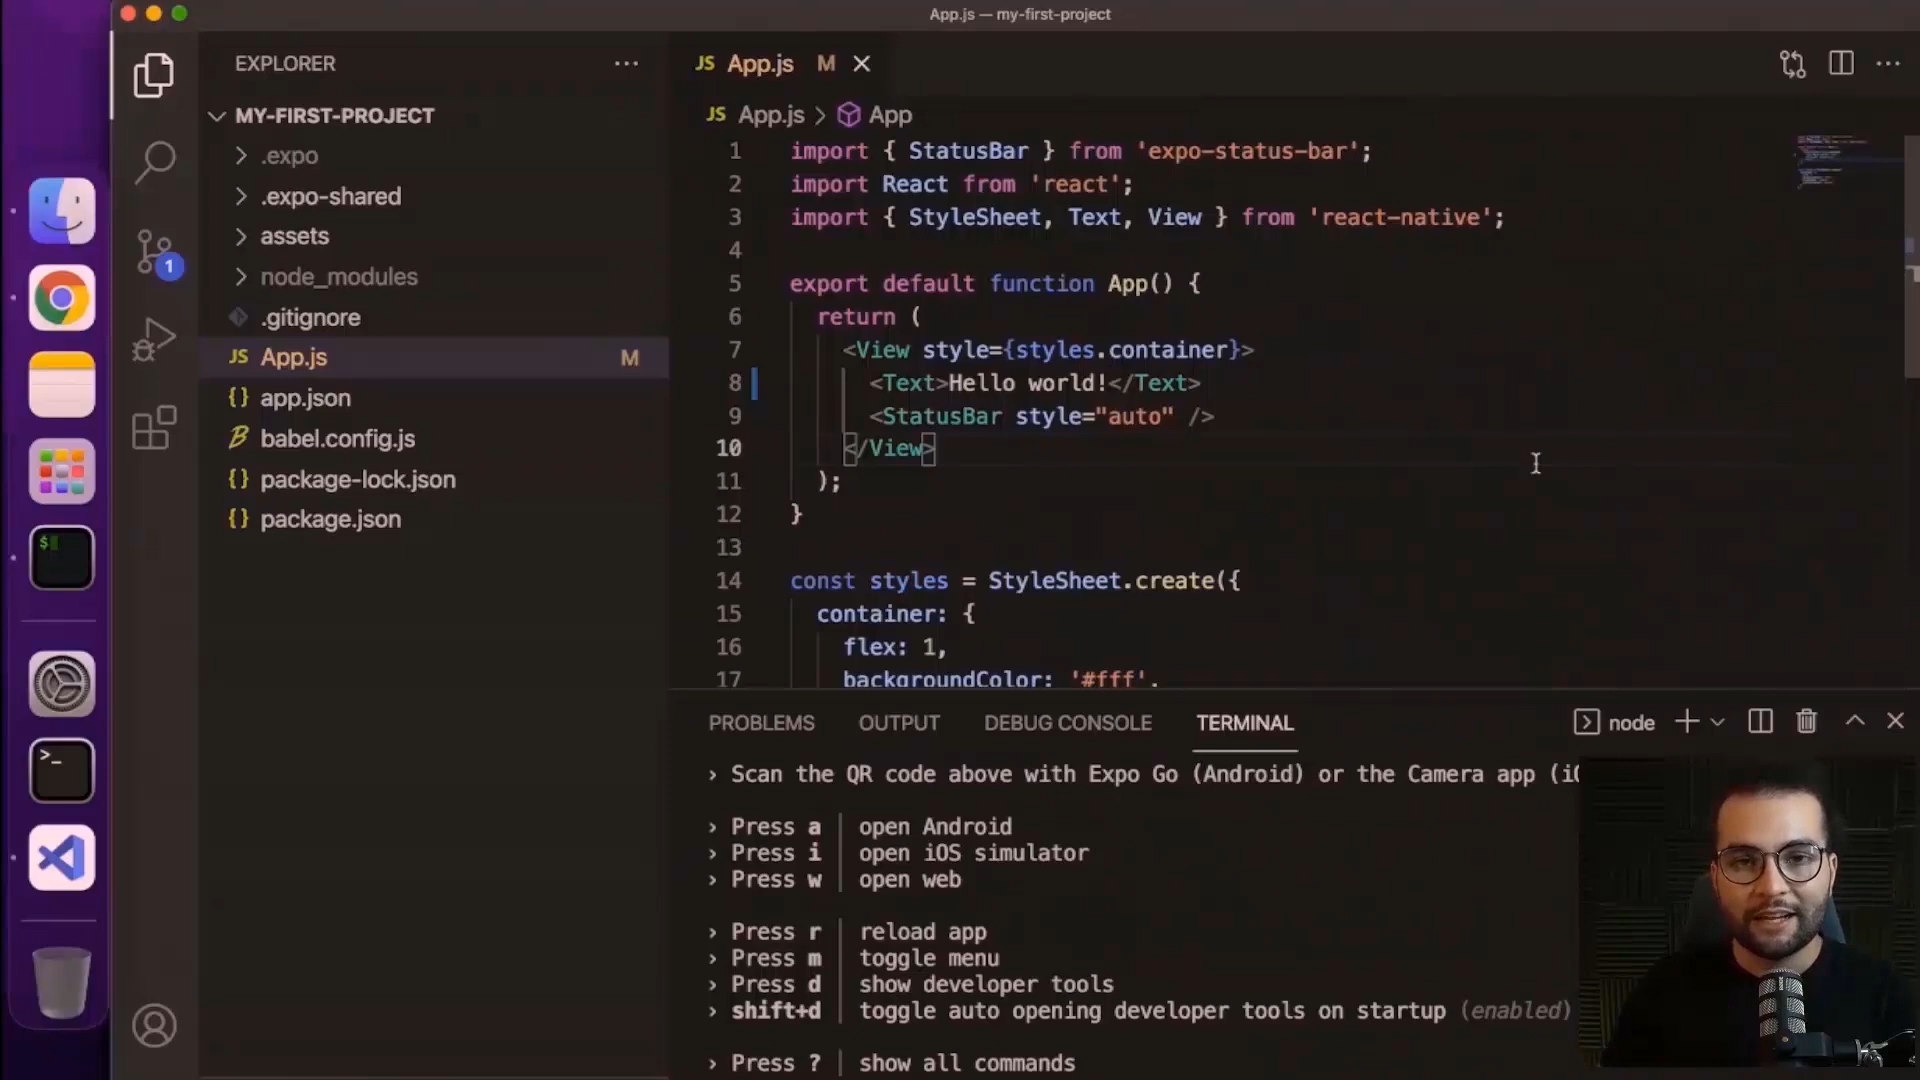 App.js — my-first-project
EXPLORER
MY-FIRST-PROJECT
.expo
.expo-shared
assets
node_modules
.gitignore
JS App.js M
{} app.json
babel.config.js
{} package-lock.json
{} package.json
1
JS App.js M
JS App.js > App
1 import { StatusBar } from 'expo-status-bar';
2 import React from 'react';
3 import { StyleSheet, Text, View } from 'react-native';
4
5 export default function App() {
6 return (
7 <View style={styles.container}>
8 <Text>Hello world!</Text>
9 <StatusBar style="auto" />
10 </View>
11 );
12 }
13
14 const styles = StyleSheet.create({
15 container: {
16 flex: 1,
17 backgroundColor: '#fff',
PROBLEMS OUTPUT DEBUG CONSOLE TERMINAL node
› Scan the QR code above with Expo Go (Android) or the Camera app
› Press a │ open Android
› Press i │ open iOS simulator
› Press w │ open web
› Press r │ reload app
› Press m │ toggle menu
› Press d │ show developer tools
› shift+d │ toggle auto opening developer tools on startup (enabled)
› Press ? │ show all commands